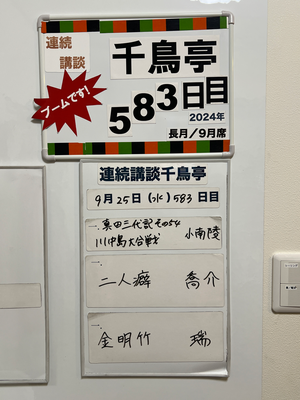 連続
講談
千鳥亭
ブームです!
583日目
2024年
長月/9月席
連続講談千鳥亭
9月25日(水)583日目
一.真田三代記その54
川中島大合戦 小南陵
一.
二人癖 喬介
一.
金明竹 瑞